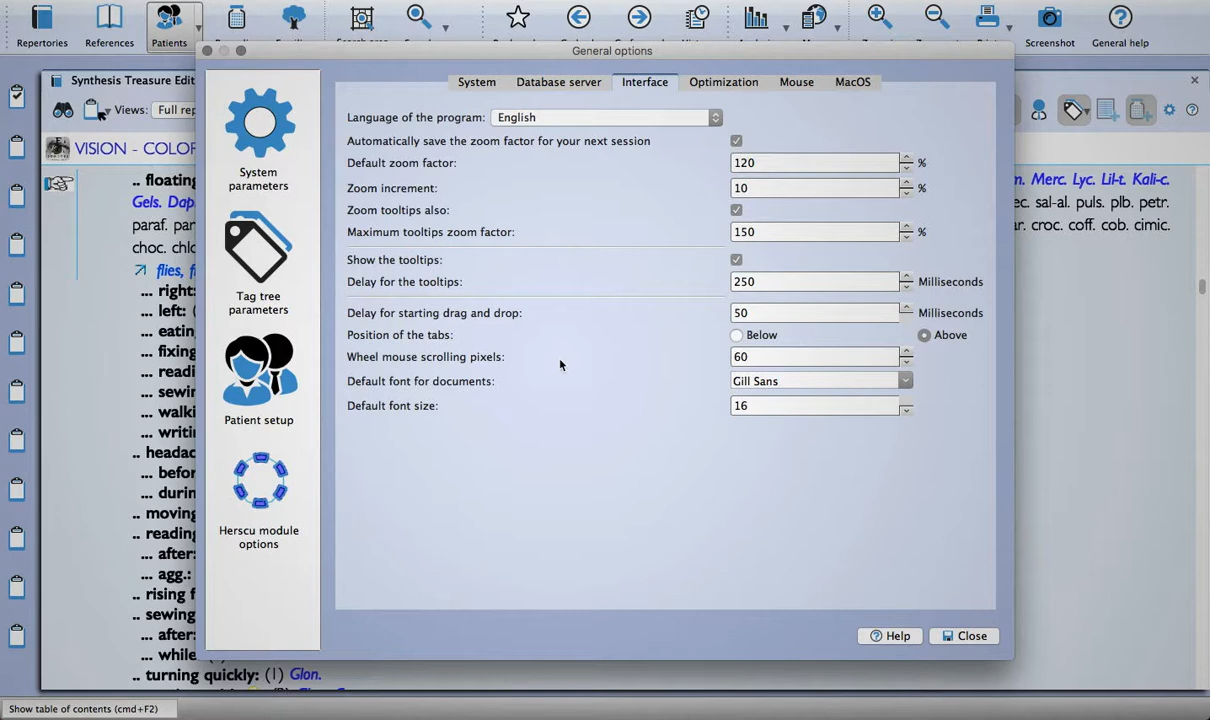 Repertories References Patients Screenshot General help
General options
Synthesis Treasure Edit
Views: Full rep
VISION - COLOR
System Database server Interface Optimization Mouse MacOS
System parameters
Tag tree parameters
Patient setup
Herscu module options
Language of the program: English
Automatically save the zoom factor for your next session
Default zoom factor: 120 %
Zoom increment: 10 %
Zoom tooltips also:
Maximum tooltips zoom factor: 150 %
Show the tooltips:
Delay for the tooltips: 250 Milliseconds
Delay for starting drag and drop: 50 Milliseconds
Position of the tabs: Below Above
Wheel mouse scrolling pixels: 60
Default font for documents: Gill Sans
Default font size: 16
Help Close
.. floating
Gels. Daph
paraf. par
choc. chl
flies, f
... right:
... left: (
... eating
... fixing
... readi
... sewin
... walki
... writin
.. headac
... befor
... durin
.. moving
.. reading
... after:
... agg.:
.. rising f
.. sewing
... after:
... while
.. turning quickly: (1) Glon.
m. Merc. Lyc. Lil-t. Kali-c.
ec. sal-al. puls. plb. petr.
ar. croc. coff. cob. cimic.
Show table of contents (cmd+F2)